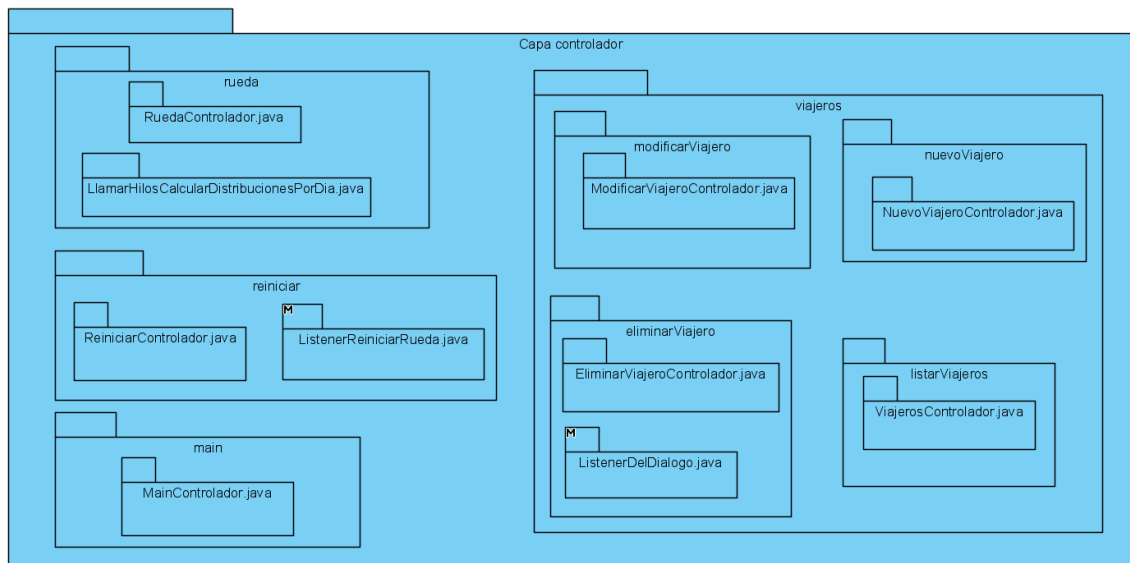 Capa controlador
rueda
RuedaControlador.java
LlamarHilosCalcularDistribucionesPorDia.java
reiniciar
ReiniciarControlador.java
M
ListenerReiniciarRueda.java
main
MainControlador.java
viajeros
modificarViajero
ModificarViajeroControlador.java
nuevoViajero
NuevoViajeroControlador.java
eliminarViajero
EliminarViajeroControlador.java
M
ListenerDelDialogo.java
listarViajeros
ViajerosControlador.java